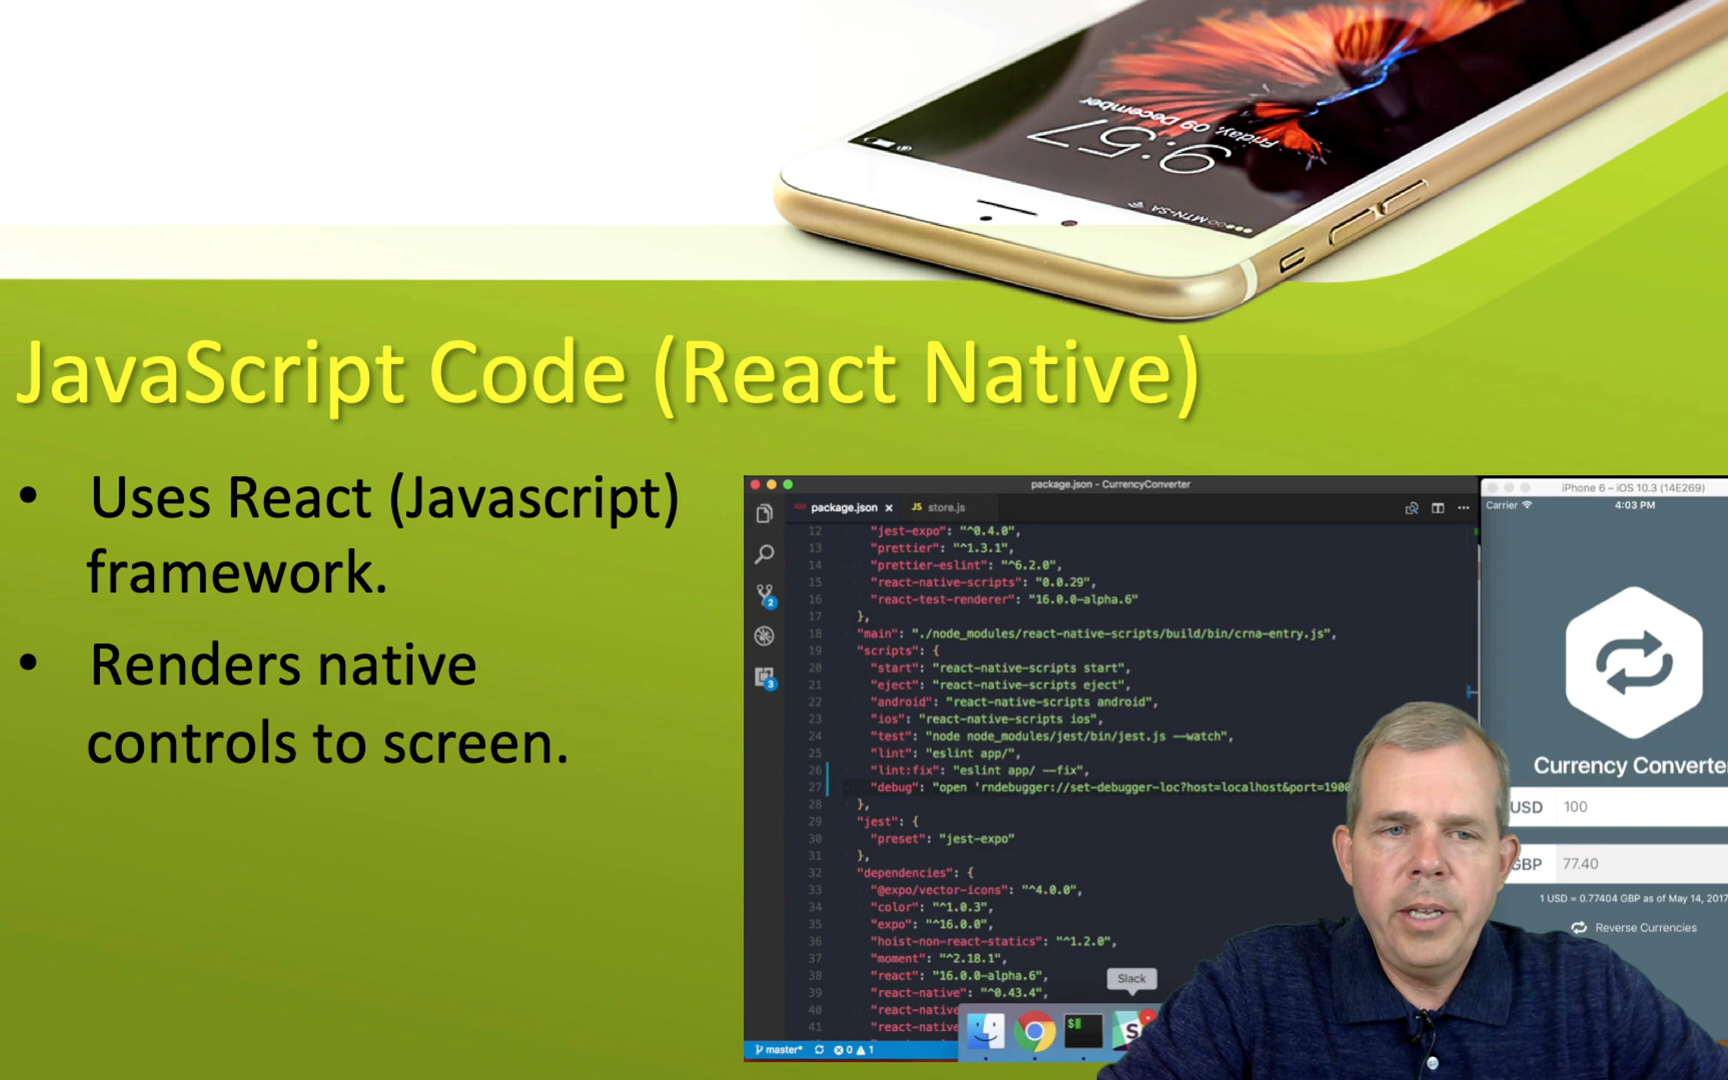 Friday, 09 December
9:57
MTN-SA
JavaScript Code (React Native)
• Uses React (Javascript)
framework.
• Renders native
controls to screen.
package.json - CurrencyConverter
package.json × JS store.js
12 "jest-expo": "^0.4.0",
13 "prettier": "^1.3.1",
14 "prettier-eslint": "^6.2.0",
15 "react-native-scripts": "0.0.29",
16 "react-test-renderer": "16.0.0-alpha.6"
17 },
18 "main": "./node_modules/react-native-scripts/build/bin/crna-entry.js",
19 "scripts": {
20 "start": "react-native-scripts start",
21 "eject": "react-native-scripts eject",
22 "android": "react-native-scripts android",
23 "ios": "react-native-scripts ios",
24 "test": "node node_modules/jest/bin/jest.js --watch",
25 "lint": "eslint app/",
26 "lint:fix": "eslint app/ --fix",
27 "debug": "open 'rndebugger://set-debugger-loc?host=localhost&port=1900
28 },
29 "jest": {
30 "preset": "jest-expo"
31 },
32 "dependencies": {
33 "@expo/vector-icons": "^4.0.0",
34 "color": "^1.0.3",
35 "expo": "^16.0.0",
36 "hoist-non-react-statics": "^1.2.0",
37 "moment": "^2.18.1",
38 "react": "16.0.0-alpha.6",
39 "react-native": "^0.43.4",
40 "react-native
41 "react-native
2
3
master* 0 1
Slack
$
S
iPhone 6 – iOS 10.3 (14E269)
Carrier 4:03 PM
Currency Converte
USD 100
GBP 77.40
1 USD = 0.77404 GBP as of May 14, 2017
Reverse Currencies